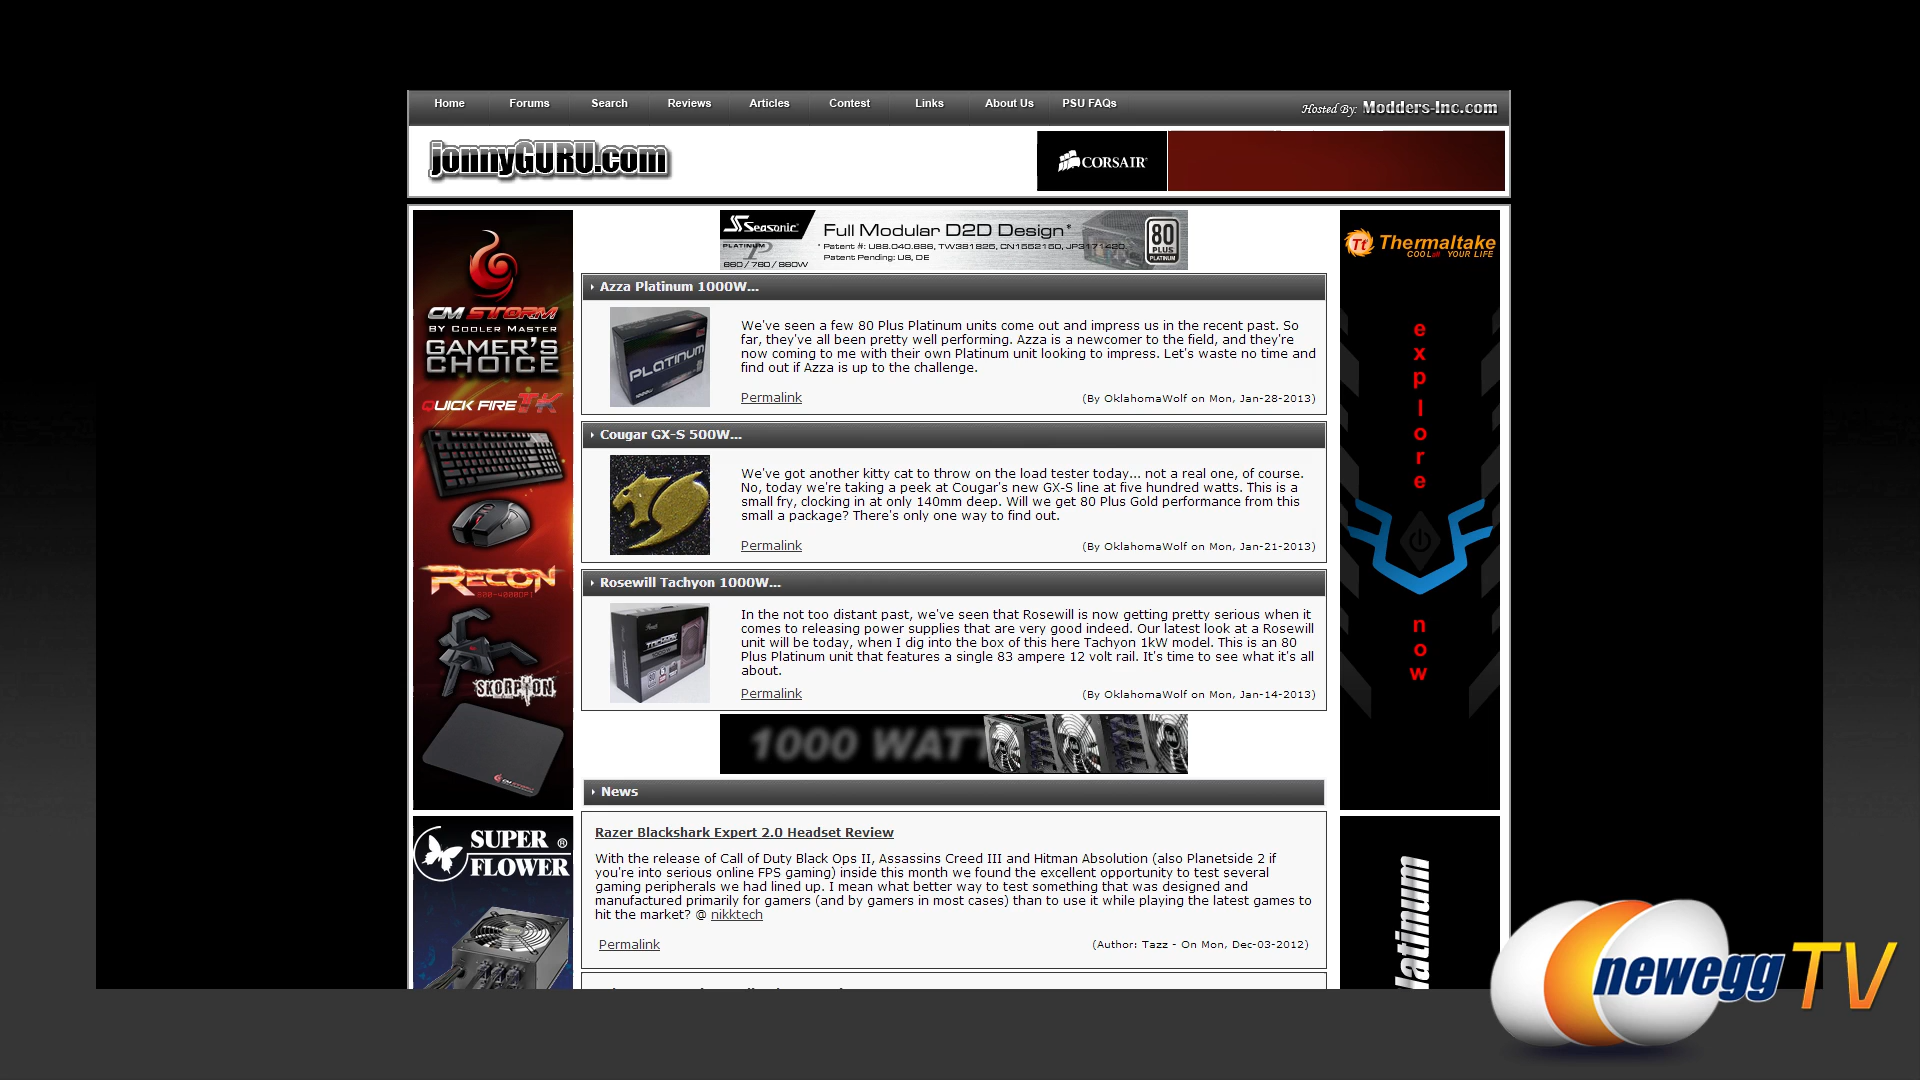 Home Forums Search Reviews Articles Contest Links About Us PSU FAQs Hosted By: Modders-Inc.com
jonnyGURU.com
CORSAIR
Seasonic
PLATINUM
860 / 760 / 660W
Full Modular D2D Design*
* Patent #: US8.040.888, TW381825, CN1552150, JP3171420.
Patent Pending: US, DE
80
PLUS
PLATINUM
CM STORM
BY COOLER MASTER
GAMER'S
CHOICE
QUICK FIRE TK
RECON
800-4000DPI
SKORPION
CM STORM
SUPER ®
FLOWER
Azza Platinum 1000W...
PLATINUM
1000W
We've seen a few 80 Plus Platinum units come out and impress us in the recent past. So
far, they've all been pretty well performing. Azza is a newcomer to the field, and they're
now coming to me with their own Platinum unit looking to impress. Let's waste no time and
find out if Azza is up to the challenge.
Permalink (By OklahomaWolf on Mon, Jan-28-2013)
Cougar GX-S 500W...
We've got another kitty cat to throw on the load tester today... not a real one, of course.
No, today we're taking a peek at Cougar's new GX-S line at five hundred watts. This is a
small fry, clocking in at only 140mm deep. Will we get 80 Plus Gold performance from this
small a package? There's only one way to find out.
Permalink (By OklahomaWolf on Mon, Jan-21-2013)
Rosewill Tachyon 1000W...
TACHYON
In the not too distant past, we've seen that Rosewill is now getting pretty serious when it
comes to releasing power supplies that are very good indeed. Our latest look at a Rosewill
unit will be today, when I dig into the box of this here Tachyon 1kW model. This is an 80
Plus Platinum unit that features a single 83 ampere 12 volt rail. It's time to see what it's all
about.
Permalink (By OklahomaWolf on Mon, Jan-14-2013)
1000 WATT
News
Razer Blackshark Expert 2.0 Headset Review
With the release of Call of Duty Black Ops II, Assassins Creed III and Hitman Absolution (also Planetside 2 if
you're into serious online FPS gaming) inside this month we found the excellent opportunity to test several
gaming peripherals we had lined up. I mean what better way to test something that was designed and
manufactured primarily for gamers (and by gamers in most cases) than to use it while playing the latest games to
hit the market? @ nikktech
Permalink (Author: Tazz - On Mon, Dec-03-2012)
Tt Thermaltake
COOL all YOUR LIFE
explore
now
latinum
newegg TV